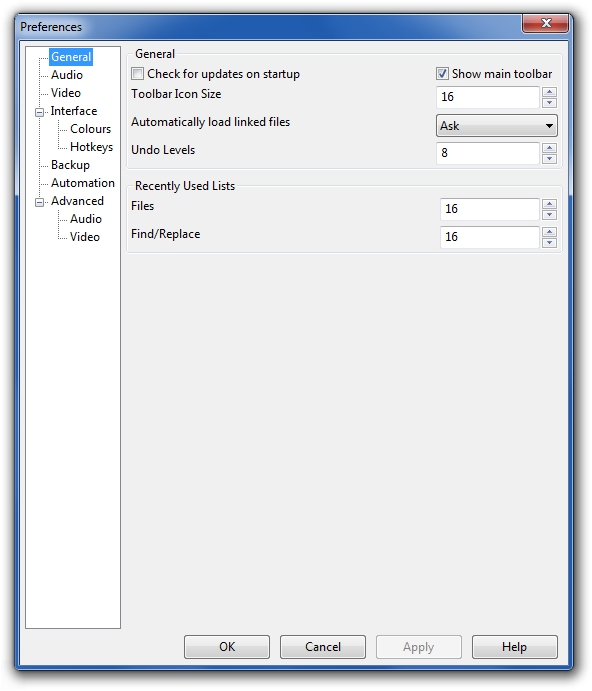 Preferences
General
Audio
Video
Interface
Colours
Hotkeys
Backup
Automation
Advanced
Audio
Video
General
Check for updates on startup
Show main toolbar
Toolbar Icon Size
16
Automatically load linked files
Ask
Undo Levels
8
Recently Used Lists
Files
16
Find/Replace
16
OK
Cancel
Apply
Help